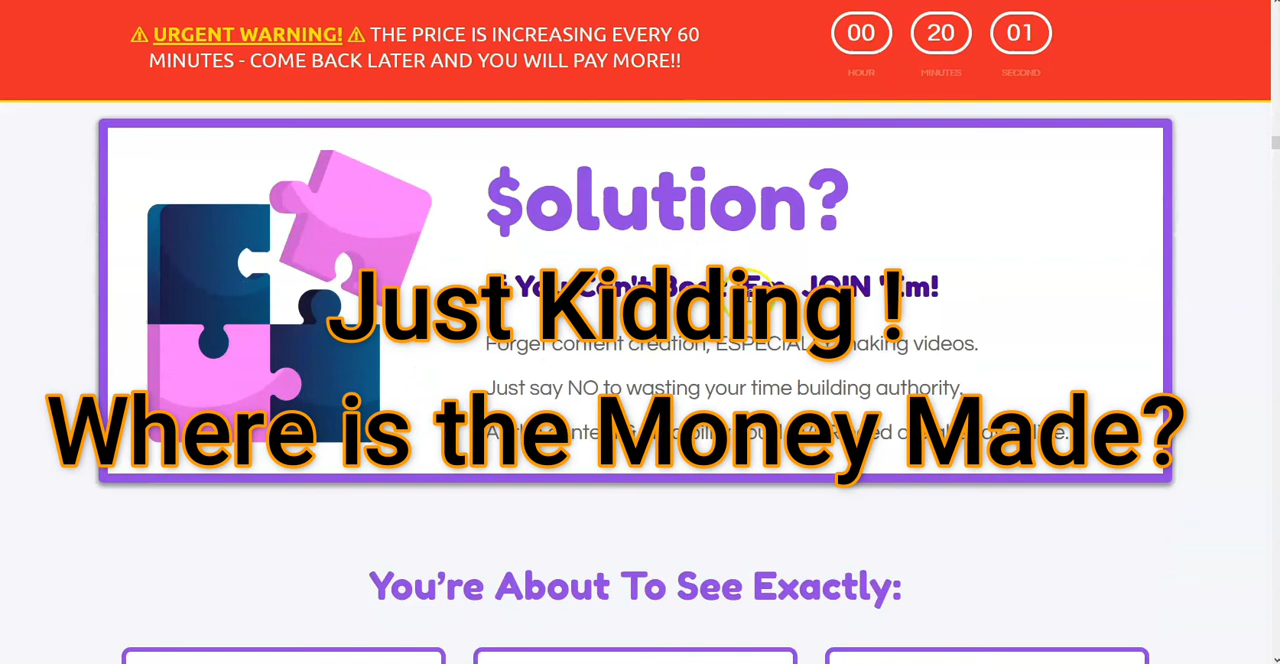 ⚠ URGENT WARNING! ⚠ THE PRICE IS INCREASING EVERY 60
MINUTES - COME BACK LATER AND YOU WILL PAY MORE!!
00 20 01
HOUR MINUTES SECOND
$olution?
JOIN 'Em!
Just Kidding !
Forget content creation, making videos.
Just say NO to wasting your time building authority.
Where is the Money Made?
You're About To See Exactly: